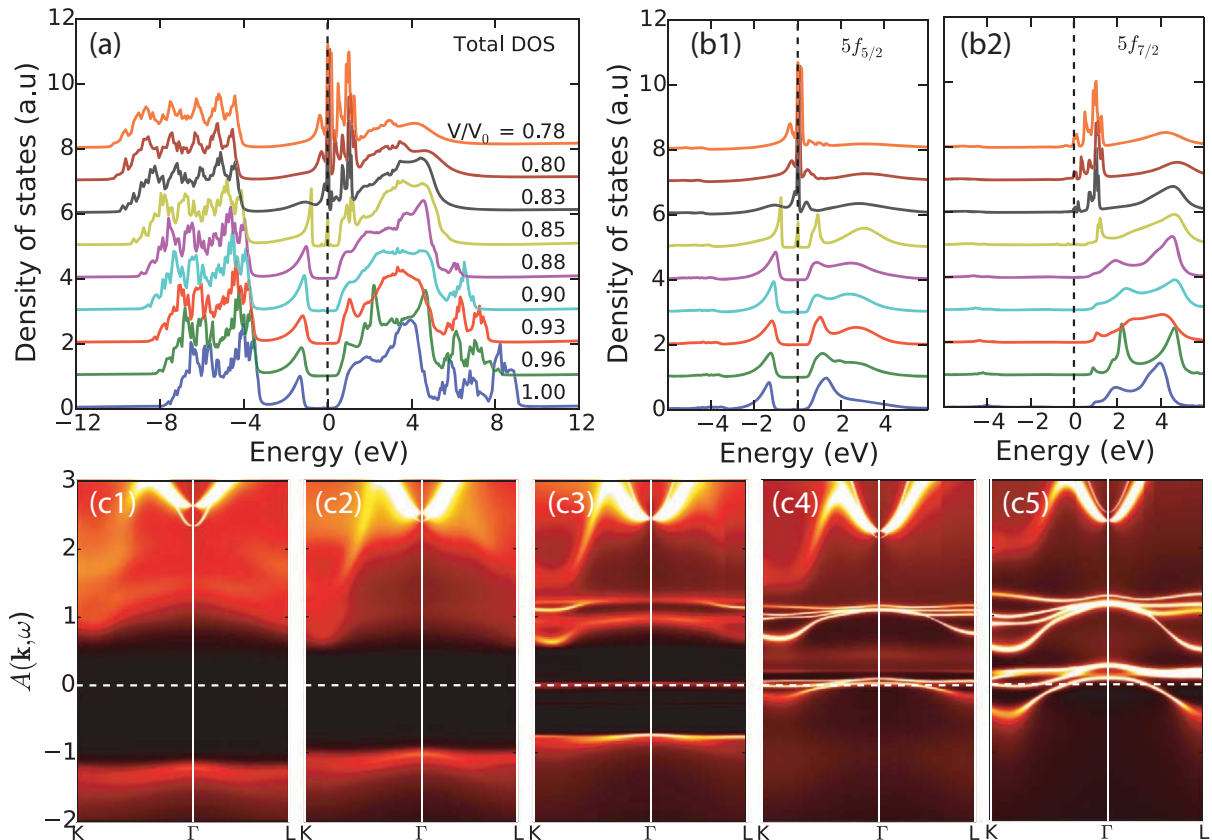 (a)
Total DOS
V/V₀ = 0.78
0.80
0.83
0.85
0.88
0.90
0.93
0.96
1.00
12
10
8
6
4
2
0
Density of states (a.u)
−12 −8 −4 0 4 8 12
Energy (eV)
(b1)
5f₅/₂
12
10
8
6
4
2
0
Density of states (a.u)
−6 −4 −2 0 2 4
Energy (eV)
(b2)
5f₇/₂
−6 −4 −2 0 2 4
Energy (eV)
(c1) (c2) (c3) (c4) (c5)
3
2
1
0
−1
−2
A(k,ω)
K Γ L K Γ L K Γ L K Γ L K Γ L